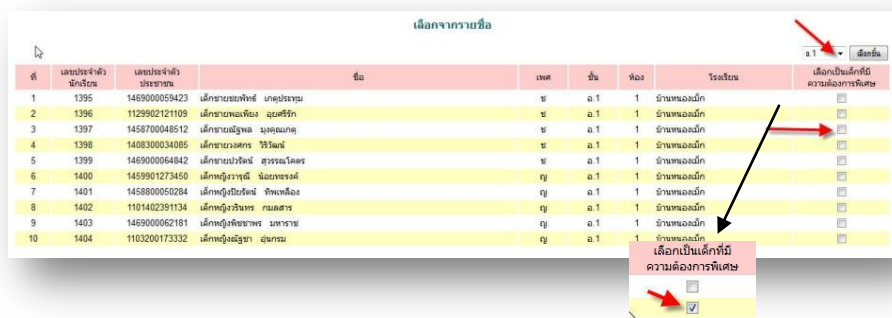 เลือกจากรายชื่อ
อ.1 เลือกชั้น
ที่ เลขประจำตัวนักเรียน เลขประจำตัวประชาชน ชื่อ เพศ ชั้น ห้อง โรงเรียน เลือกเป็นเด็กที่มีความต้องการพิเศษ
1 1395 1469000059423 เด็กชายชยพัทธ์ เกตุประทุม ช อ.1 1 บ้านหนองเม็ก
2 1396 1129902121109 เด็กชายพอเพียง อุยศรีรัก ช อ.1 1 บ้านหนองเม็ก
3 1397 1458700048512 เด็กชายณัฐพล มุงคุณเกตุ ช อ.1 1 บ้านหนองเม็ก
4 1398 1408300034085 เด็กชายวงศกร วิริวัฒน์ ช อ.1 1 บ้านหนองเม็ก
5 1399 1469000064842 เด็กชายปวรัตน์ สุวรรณโคตร ช อ.1 1 บ้านหนองเม็ก
6 1400 1459901273450 เด็กหญิงวารุณี น้อยทรงค์ ญ อ.1 1 บ้านหนองเม็ก
7 1401 1458800050284 เด็กหญิงปิยรัตน์ ทิพเหลือง ญ อ.1 1 บ้านหนองเม็ก
8 1402 1101402391134 เด็กหญิงวรินทร กมลสาร ญ อ.1 1 บ้านหนองเม็ก
9 1403 1469000062181 เด็กหญิงพิชชาพร มหาราช ญ อ.1 1 บ้านหนองเม็ก
10 1404 1103200173332 เด็กหญิงณัฐชา อุ่นกรม ญ อ.1 1 บ้านหนองเม็ก
เลือกเป็นเด็กที่มี
ความต้องการพิเศษ